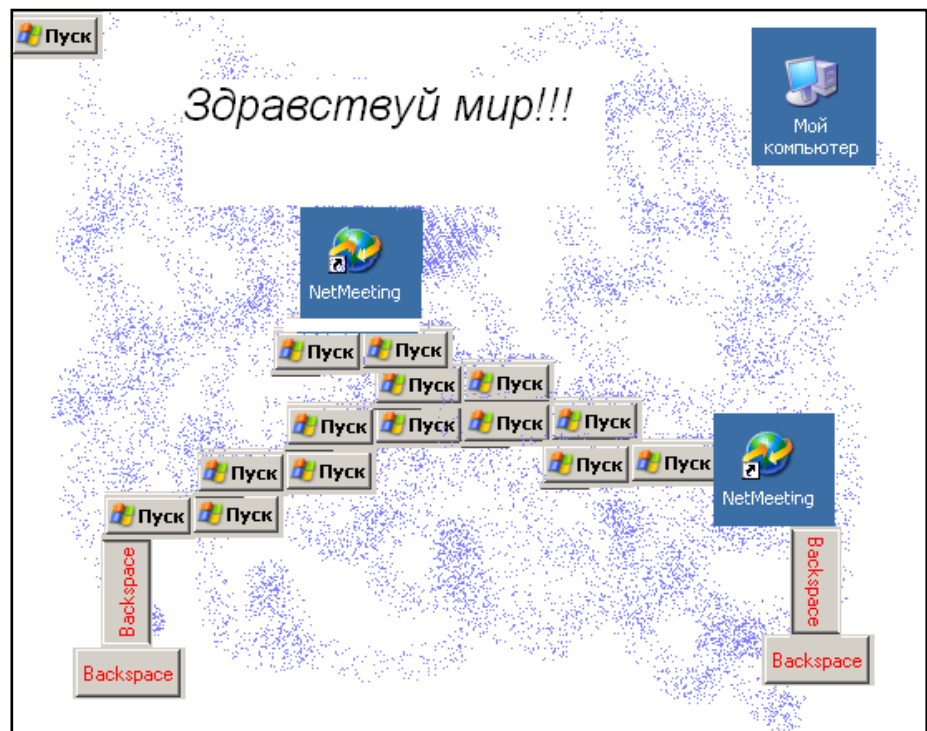 Пуск
Здравствуй мир!!!
Мой
компьютер
NetMeeting
Пуск Пуск
Пуск Пуск
Пуск Пуск Пуск Пуск
Пуск Пуск Пуск Пуск
NetMeeting
Пуск Пуск
Backspace
Backspace
Backspace
Backspace